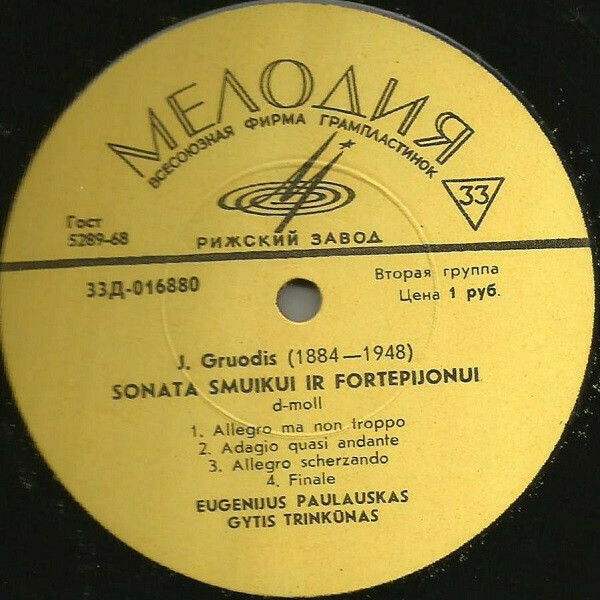 МЕЛОДИЯ
ВСЕСОЮЗНАЯ ФИРМА ГРАМПЛАСТИНОК
33
Гост
5289-68
РИЖСКИЙ ЗАВОД
33Д-016880
Вторая группа
Цена 1 руб.
J. Gruodis (1884—1948)
SONATA SMUIKUI IR FORTEPIJONUI
d-moll
1. Allegro ma non troppo
2. Adagio quasi andante
3. Allegro scherzando
4. Finale
EUGENIJUS PAULAUSKAS
GYTIS TRINKŪNAS